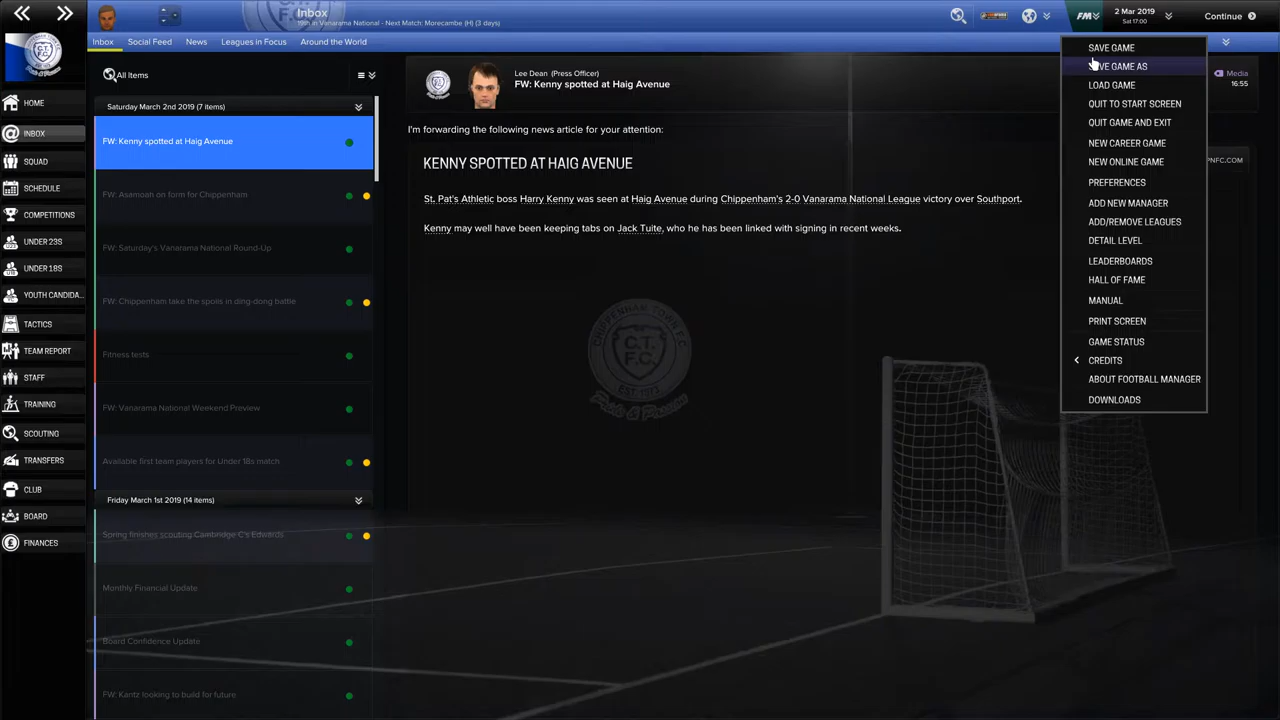 Inbox
19th in Vanarama National - Next Match: Morecambe (H) (3 days)
FM
2 Mar 2019
Sat 17:00
Continue
Inbox
Social Feed
News
Leagues in Focus
Around the World
HOME
INBOX
SQUAD
SCHEDULE
COMPETITIONS
UNDER 23S
UNDER 18S
YOUTH CANDIDA...
TACTICS
TEAM REPORT
STAFF
TRAINING
SCOUTING
TRANSFERS
CLUB
BOARD
FINANCES
All Items
Saturday March 2nd 2019 (7 items)
FW: Kenny spotted at Haig Avenue
FW: Asamoah on form for Chippenham
FW: Saturday's Vanarama National Round-Up
FW: Chippenham take the spoils in ding-dong battle
Fitness tests
FW: Vanarama National Weekend Preview
Available first team players for Under 18s match
Friday March 1st 2019 (14 items)
Spring finishes scouting Cambridge C's Edwards
Monthly Financial Update
Board Confidence Update
FW: Kantz looking to build for future
Lee Dean (Press Officer)
FW: Kenny spotted at Haig Avenue
Media
16:55
I'm forwarding the following news article for your attention:
KENNY SPOTTED AT HAIG AVENUE
PNFC.COM
St. Pat's Athletic boss Harry Kenny was seen at Haig Avenue during Chippenham's 2-0 Vanarama National League victory over Southport.
Kenny may well have been keeping tabs on Jack Tuite, who he has been linked with signing in recent weeks.
CHIPPENHAM TOWN FC
C.T.
F.C.
EST. 1873
Pride & Passion
SAVE GAME
SAVE GAME AS
LOAD GAME
QUIT TO START SCREEN
QUIT GAME AND EXIT
NEW CAREER GAME
NEW ONLINE GAME
PREFERENCES
ADD NEW MANAGER
ADD/REMOVE LEAGUES
DETAIL LEVEL
LEADERBOARDS
HALL OF FAME
MANUAL
PRINT SCREEN
GAME STATUS
CREDITS
ABOUT FOOTBALL MANAGER
DOWNLOADS